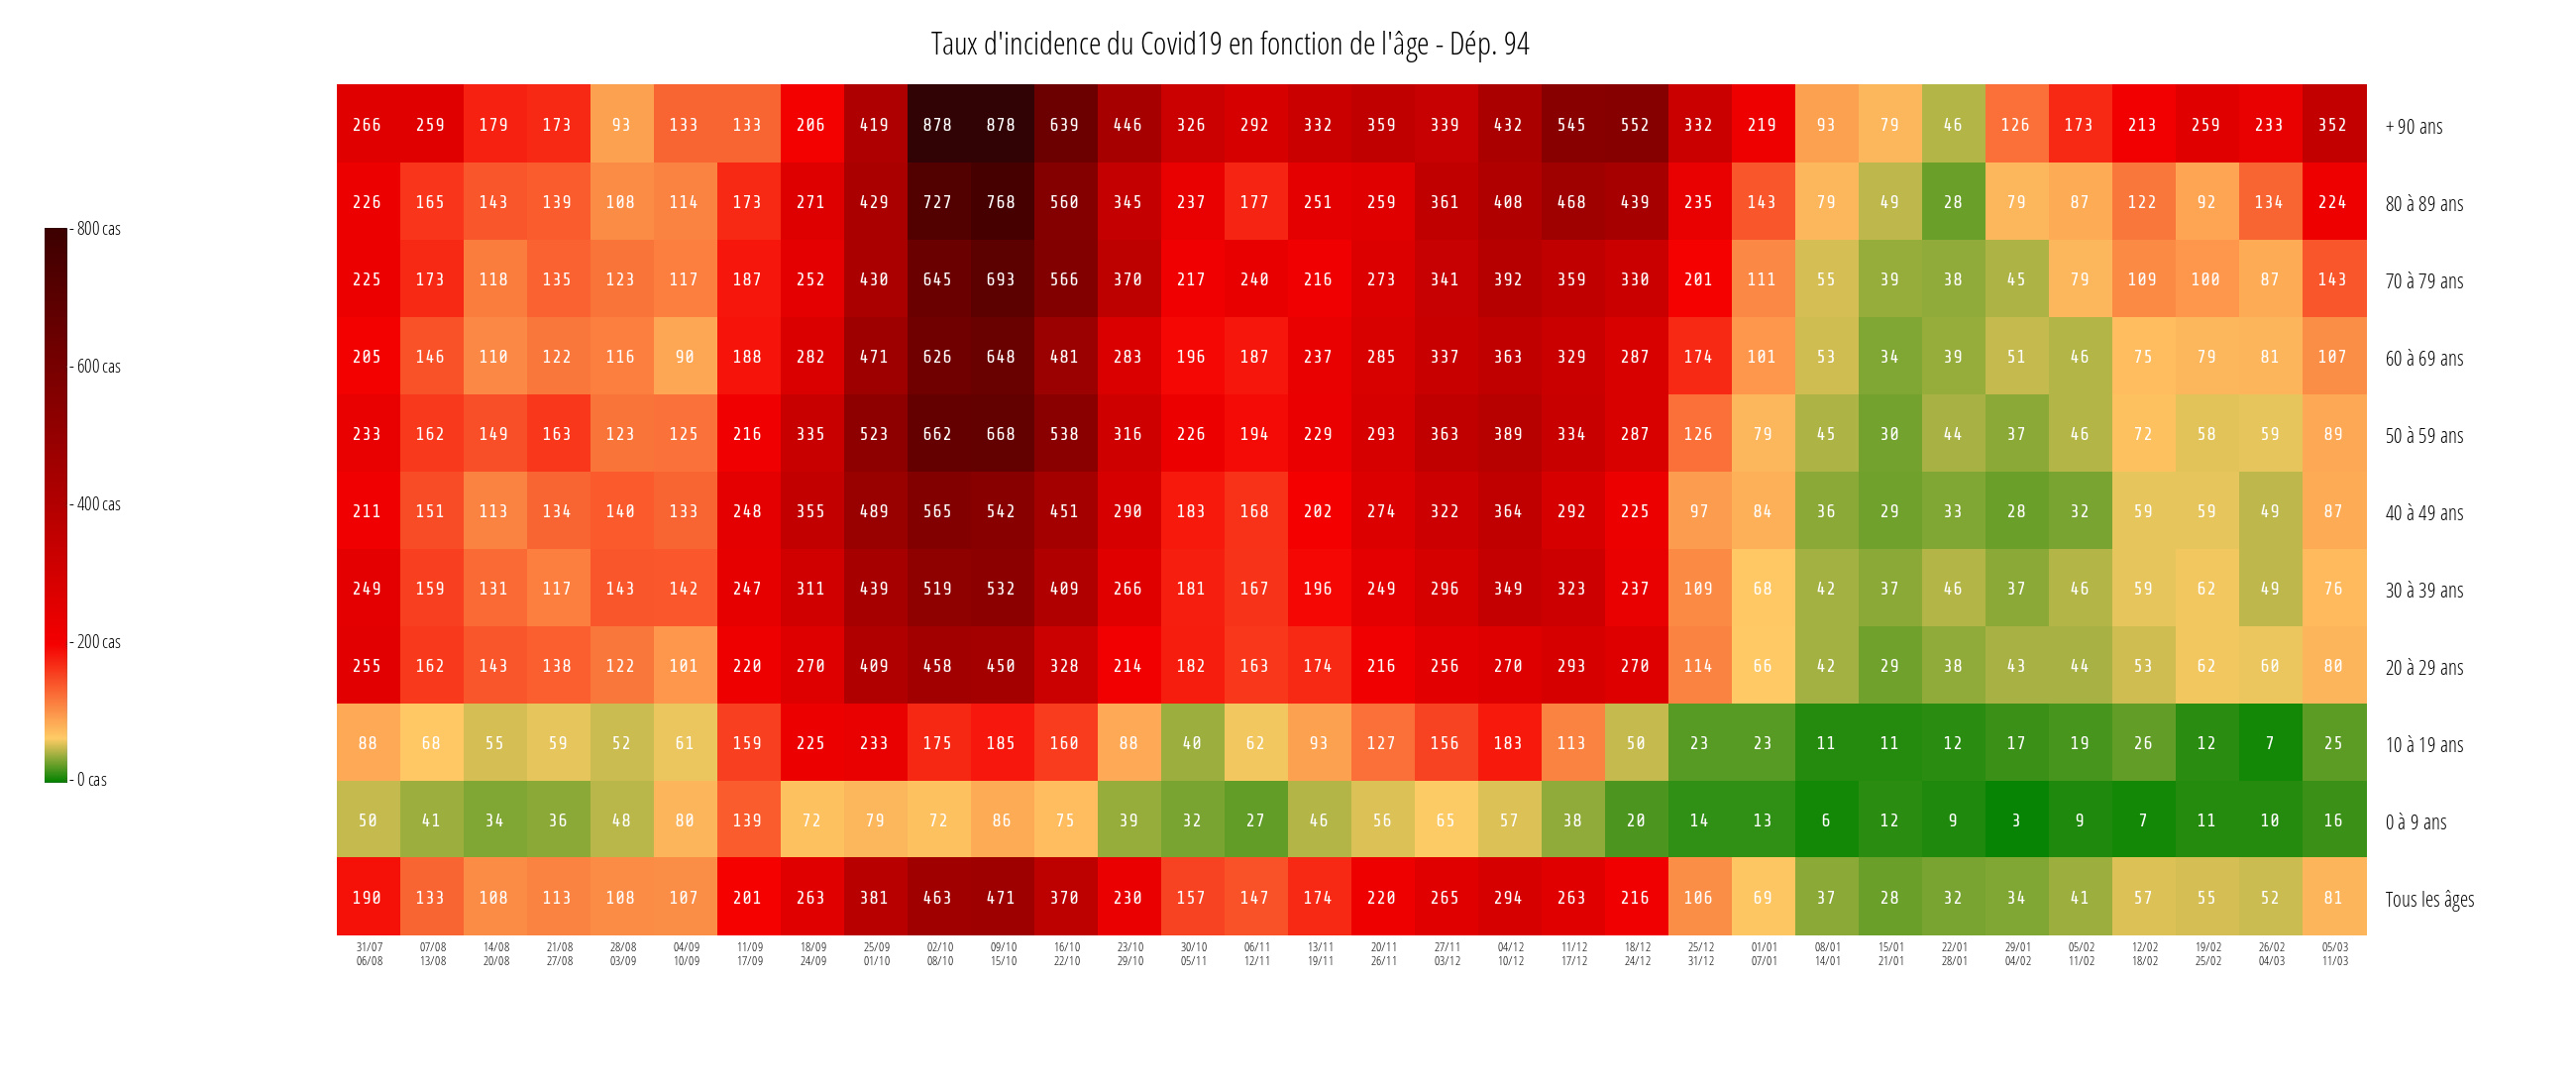 Taux d'incidence du Covid19 en fonction de l'âge - Dép. 94
- 800 cas
- 600 cas
- 400 cas
- 200 cas
- 0 cas
266 259 179 173 93 133 133 206 419 878 878 639 446 326 292 332 359 339 432 545 552 332 219 93 79 46 126 173 213 259 233 352 + 90 ans
226 165 143 139 108 114 173 271 429 727 768 560 345 237 177 251 259 361 408 468 439 235 143 79 49 28 79 87 122 92 134 224 80 à 89 ans
225 173 118 135 123 117 187 252 430 645 693 566 370 217 240 216 273 341 392 359 330 201 111 55 39 38 45 79 109 100 87 143 70 à 79 ans
205 146 110 122 116 90 188 282 471 626 648 481 283 196 187 237 285 337 363 329 287 174 101 53 34 39 51 46 75 79 81 107 60 à 69 ans
233 162 149 163 123 125 216 335 523 662 668 538 316 226 194 229 293 363 389 334 287 126 79 45 30 44 37 46 72 58 59 89 50 à 59 ans
211 151 113 134 140 133 248 355 489 565 542 451 290 183 168 202 274 322 364 292 225 97 84 36 29 33 28 32 59 59 49 87 40 à 49 ans
249 159 131 117 143 142 247 311 439 519 532 409 266 181 167 196 249 296 349 323 237 109 68 42 37 46 37 46 59 62 49 76 30 à 39 ans
255 162 143 138 122 101 220 270 409 458 450 328 214 182 163 174 216 256 270 293 270 114 66 42 29 38 43 44 53 62 60 80 20 à 29 ans
88 68 55 59 52 61 159 225 233 175 185 160 88 40 62 93 127 156 183 113 50 23 23 11 11 12 17 19 26 12 7 25 10 à 19 ans
50 41 34 36 48 80 139 72 79 72 86 75 39 32 27 46 56 65 57 38 20 14 13 6 12 9 3 9 7 11 10 16 0 à 9 ans
190 133 108 113 108 107 201 263 381 463 471 370 230 157 147 174 220 265 294 263 216 106 69 37 28 32 34 41 57 55 52 81 Tous les âges
31/07 07/08 14/08 21/08 28/08 04/09 11/09 18/09 25/09 02/10 09/10 16/10 23/10 30/10 06/11 13/11 20/11 27/11 04/12 11/12 18/12 25/12 01/01 08/01 15/01 22/01 29/01 05/02 12/02 19/02 26/02 05/03
06/08 13/08 20/08 27/08 03/09 10/09 17/09 24/09 01/10 08/10 15/10 22/10 29/10 05/11 12/11 19/11 26/11 03/12 10/12 17/12 24/12 31/12 07/01 14/01 21/01 28/01 04/02 11/02 18/02 25/02 04/03 11/03